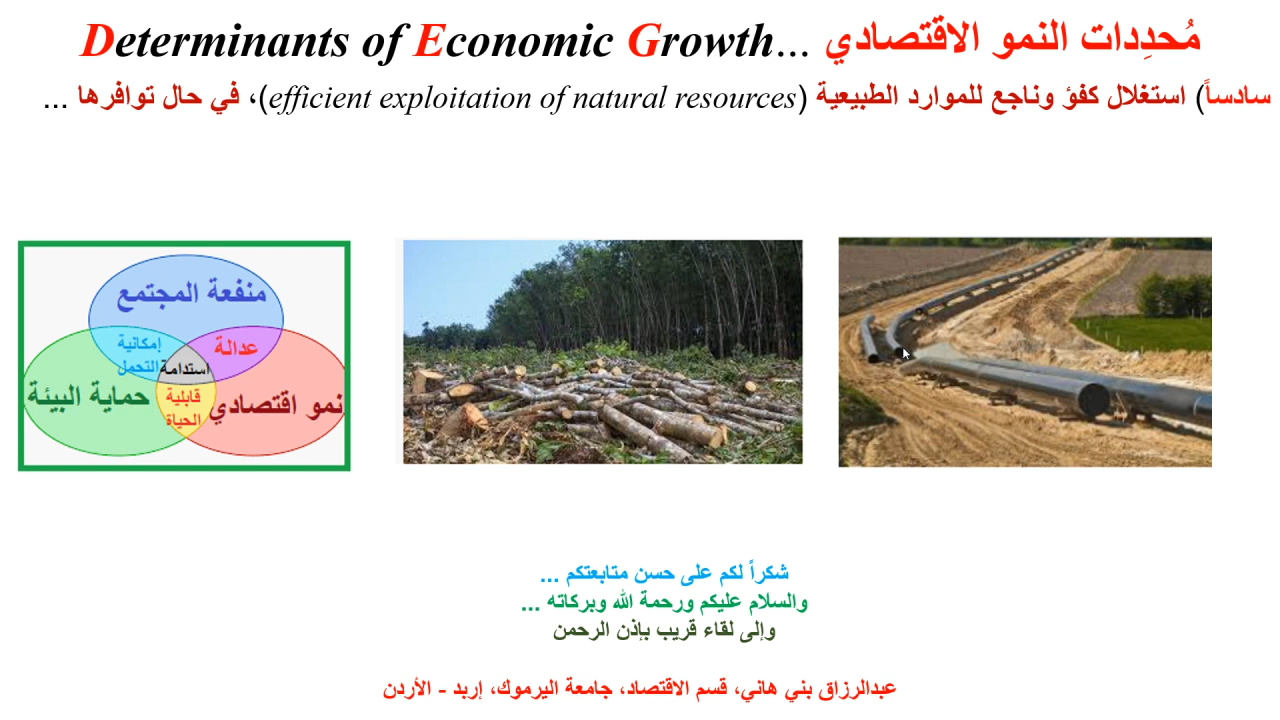 Determinants of Economic Growth... مُحدِدات النمو الاقتصادي
سادساً) استغلال كفؤ وناجع للموارد الطبيعية (efficient exploitation of natural resources)، في حال توافرها ...
منفعة المجتمع
إمكانية
التحمل
عدالة
استدامة
حماية البيئة
قابلية
الحياة
نمو اقتصادي
شكراً لكم على حسن متابعتكم ...
والسلام عليكم ورحمة الله وبركاته ...
وإلى لقاء قريب بإذن الرحمن
عبدالرزاق بني هاني، قسم الاقتصاد، جامعة اليرموك، إربد - الأردن